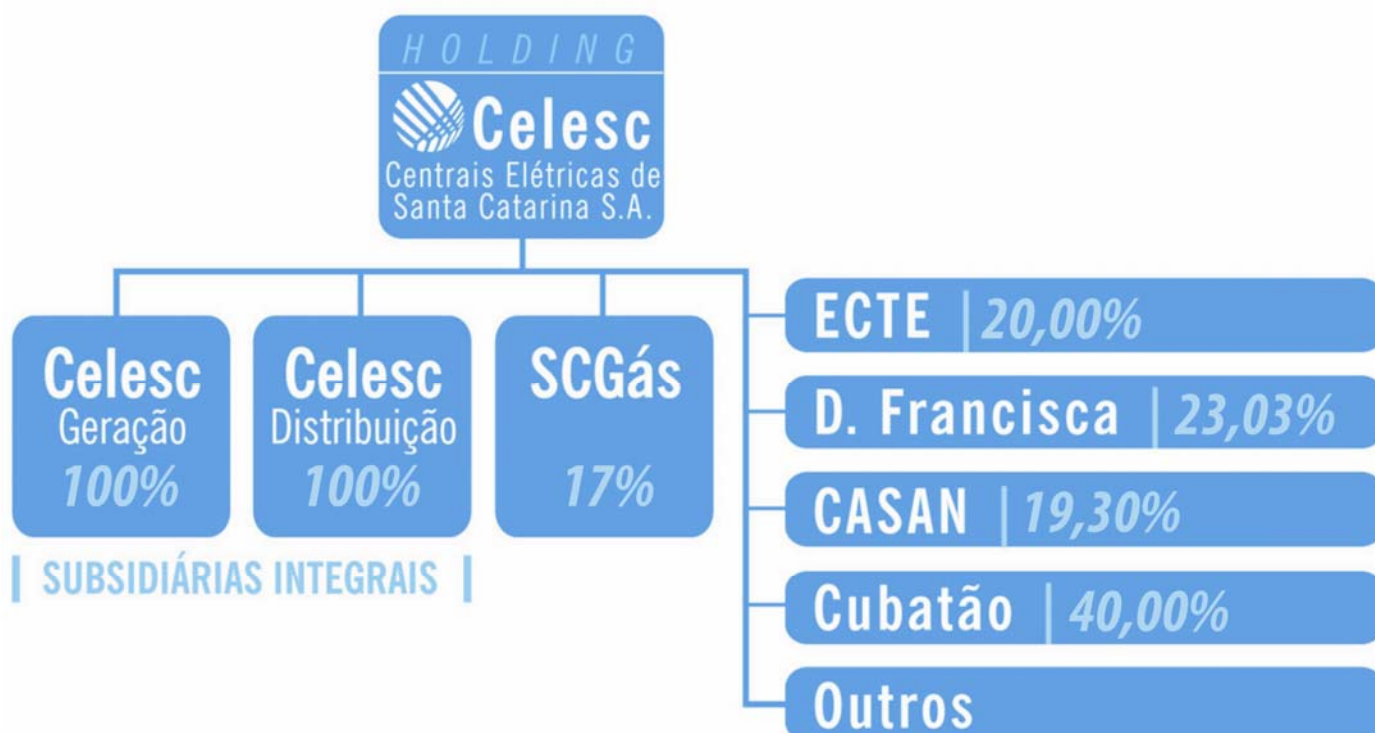 HOLDING
Celesc
Centrais Elétricas de
Santa Catarina S.A.
Celesc
Geração
100%
Celesc
Distribuição
100%
SCGás
17%
SUBSIDIÁRIAS INTEGRAIS
ECTE | 20,00%
D. Francisca | 23,03%
CASAN | 19,30%
Cubatão | 40,00%
Outros